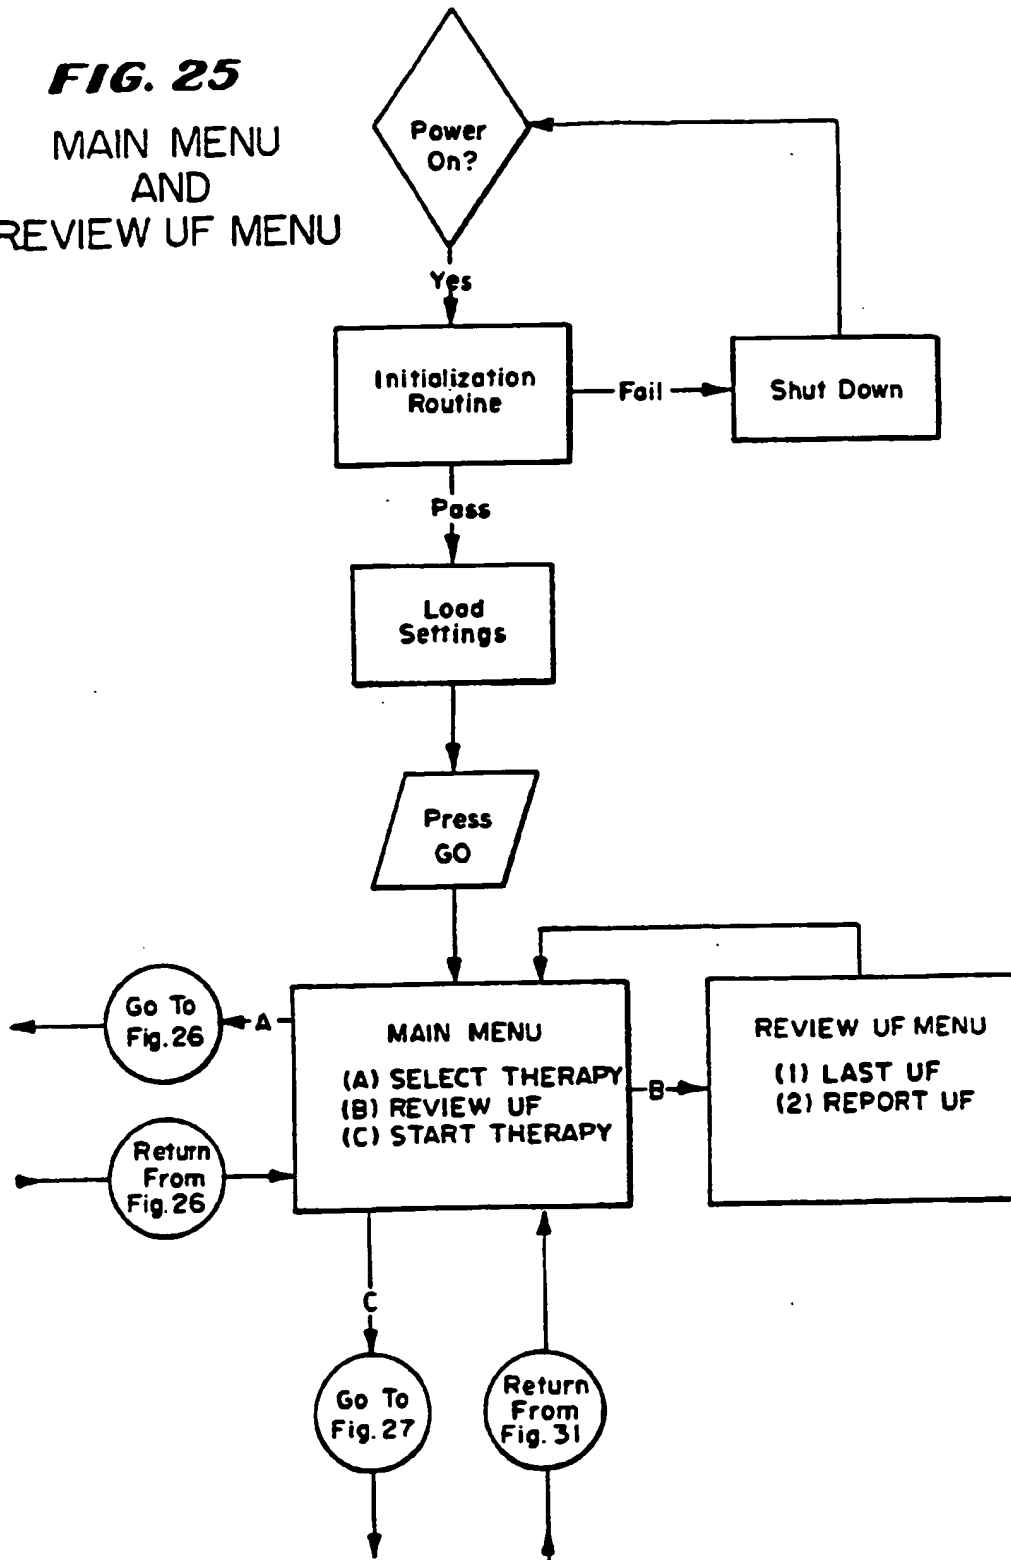 FIG. 25
MAIN MENU
AND
REVIEW UF MENU
Power
On?
Yes
Initialization
Routine
Fail
Shut Down
Pass
Load
Settings
Press
GO
Go To
Fig. 26
A
MAIN MENU
(A) SELECT THERAPY
(B) REVIEW UF
(C) START THERAPY
B
REVIEW UF MENU
(1) LAST UF
(2) REPORT UF
Return
From
Fig. 26
C
Go To
Fig. 27
Return
From
Fig. 31